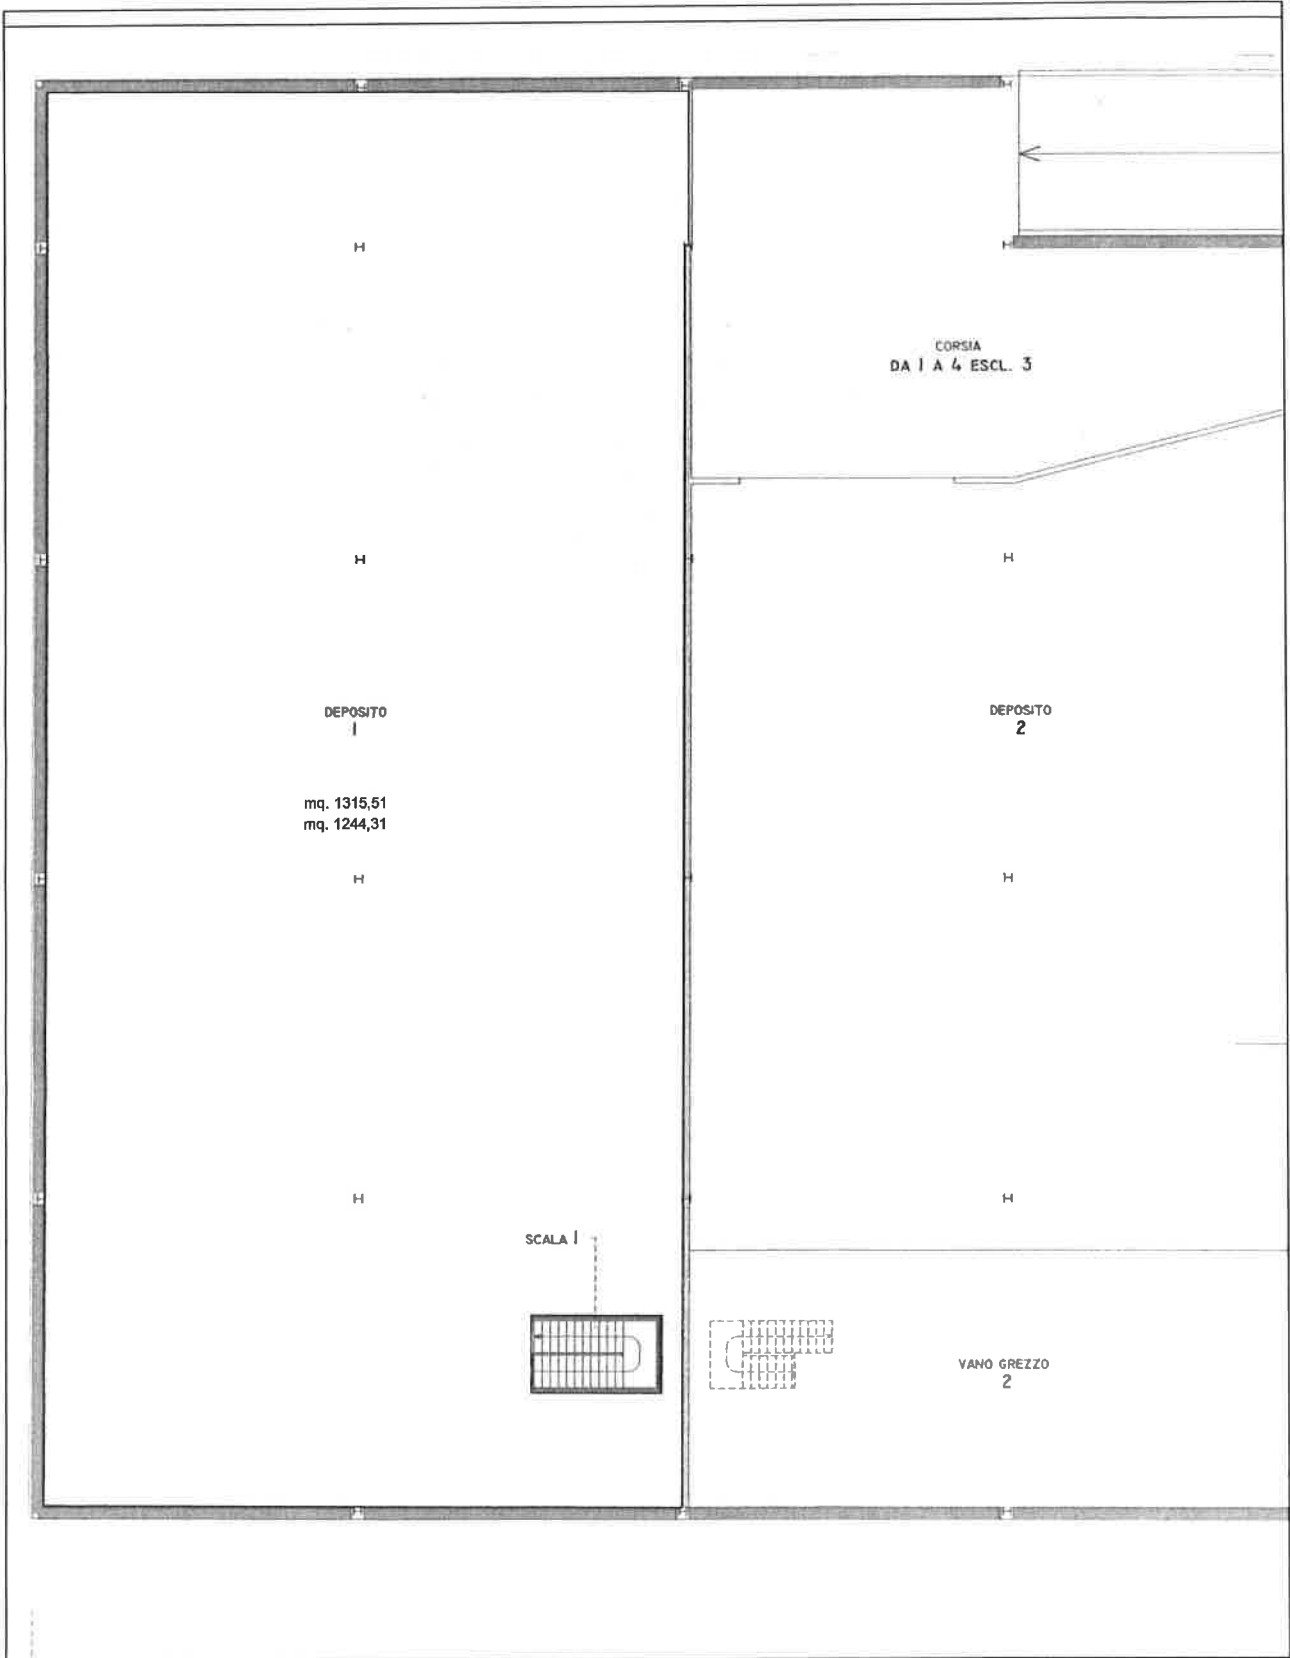 CORSIA
DA 1 A 4 ESCL. 3
DEPOSITO
1
DEPOSITO
2
mq. 1315,51
mq. 1244,31
SCALA 1
VANO GREZZO
2